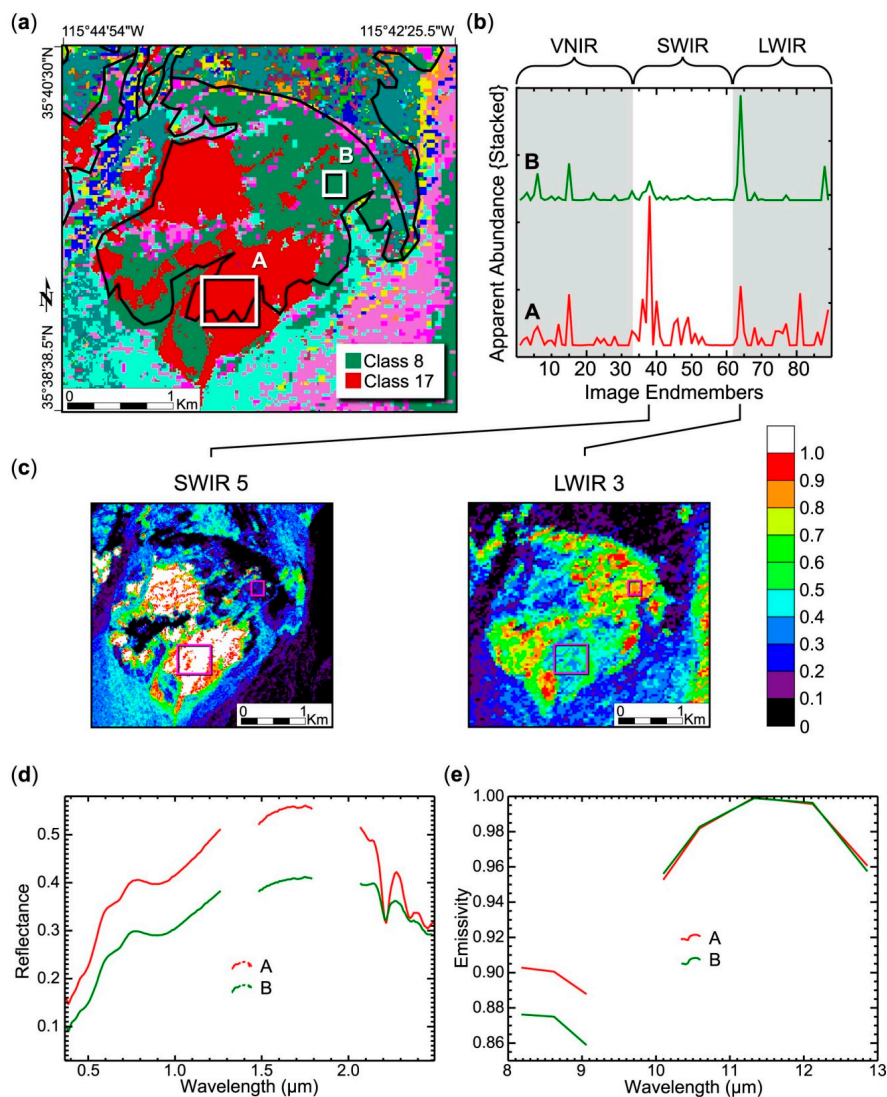 (a)
115°44'54"W
115°42'25.5"W
35°40'30"N
35°38'38.5"N
N
B
A
Class 8
Class 17
0
1
Km
(b)
VNIR
SWIR
LWIR
Apparent Abundance {Stacked}
B
A
10
20
30
40
50
60
70
80
Image Endmembers
(c)
SWIR 5
0
1
Km
LWIR 3
0
1
Km
1.0
0.9
0.8
0.7
0.6
0.5
0.4
0.3
0.2
0.1
0
(d)
Reflectance
0.5
0.4
0.3
0.2
0.1
A
B
0.5
1.0
1.5
2.0
Wavelength (μm)
(e)
Emissivity
1.00
0.98
0.96
0.94
0.92
0.90
0.88
0.86
A
B
8
9
10
11
12
13
Wavelength (μm)